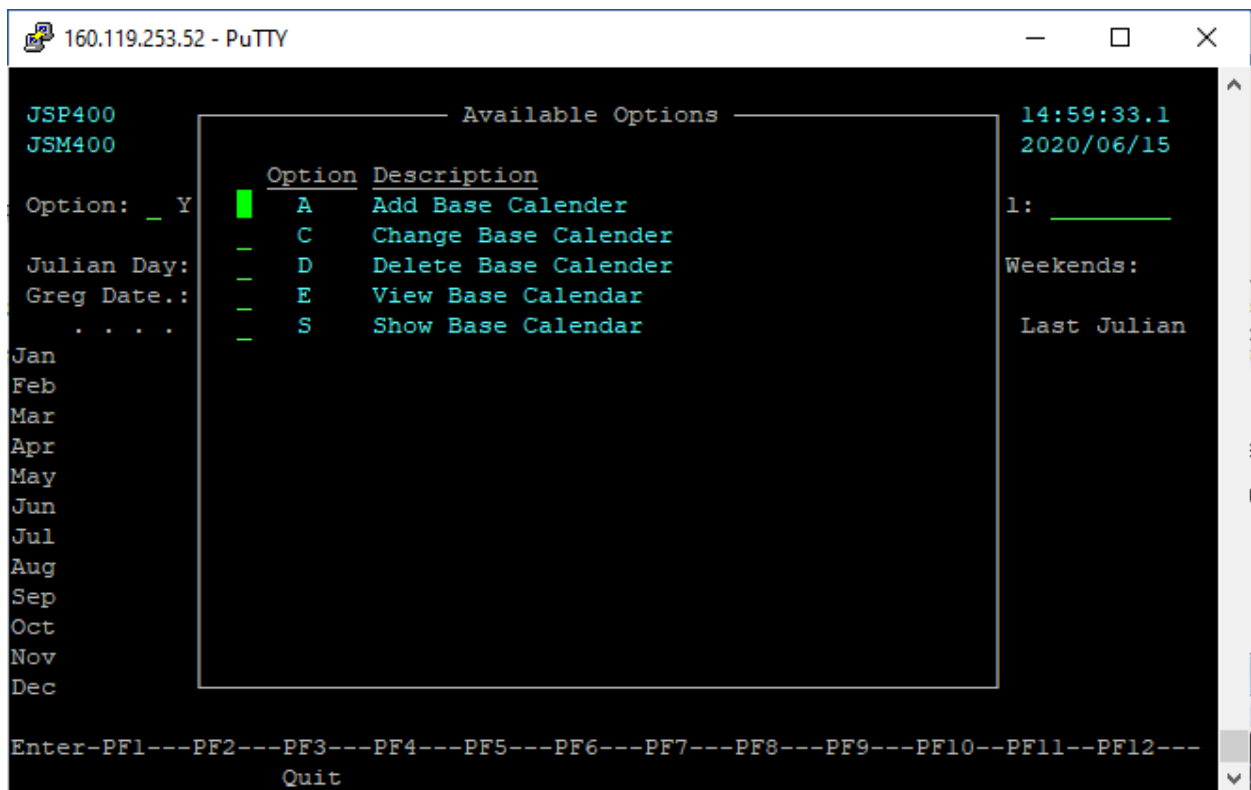 160.119.253.52 - PuTTY
JSP400 Available Options 14:59:33.1
JSM400 2020/06/15
Option Description
Option: _ Y A Add Base Calender l: ________
_ C Change Base Calender
Julian Day: _ D Delete Base Calender Weekends:
Greg Date.: _ E View Base Calendar
. . . . _ S Show Base Calendar Last Julian
Jan
Feb
Mar
Apr
May
Jun
Jul
Aug
Sep
Oct
Nov
Dec
Enter-PF1---PF2---PF3---PF4---PF5---PF6---PF7---PF8---PF9---PF10--PF11--PF12---
Quit